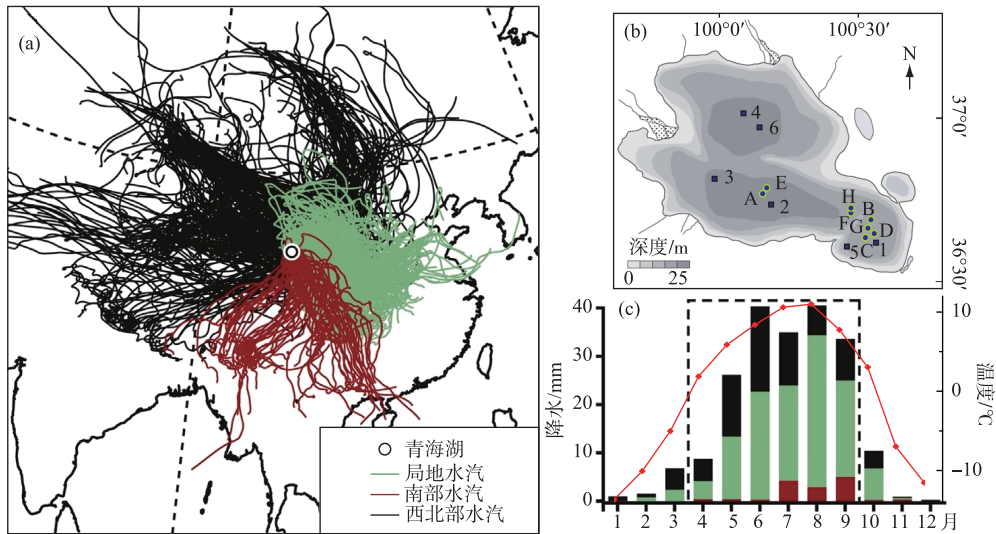 (a)
青海湖
局地水汽
南部水汽
西北部水汽
(b)
100°0′ 100°30′
N
37°0′
36°30′
4
6
3
E
A
2
H
B
F G D
5 C 1
深度/m
0 25
(c)
降水/mm
40
30
20
10
0
温度/℃
10
0
−10
1 2 3 4 5 6 7 8 9 10 11 12 月